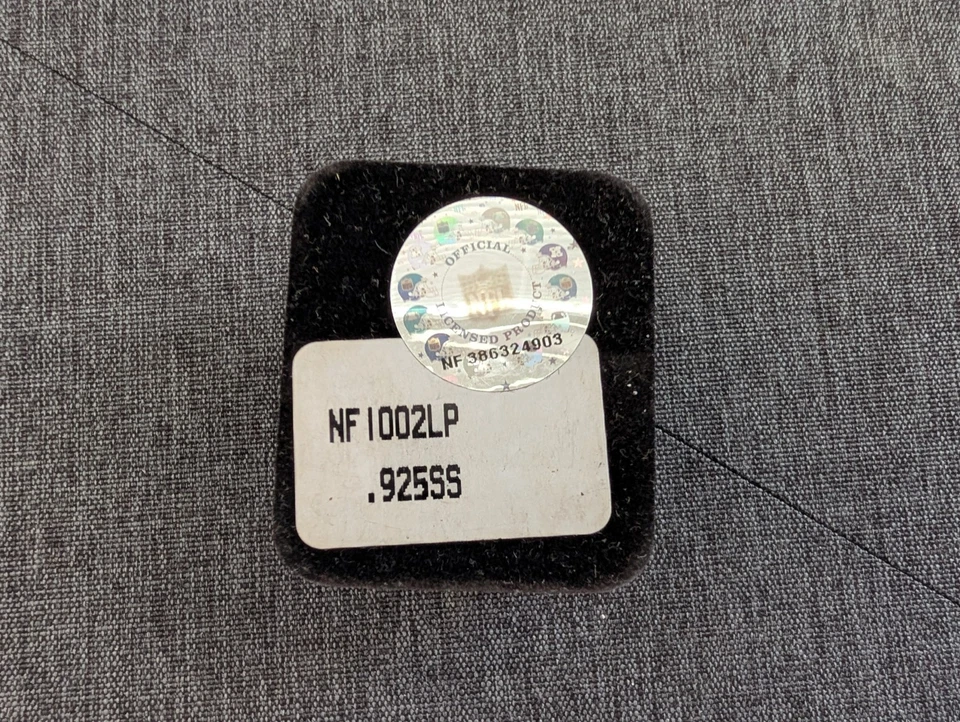 OFFICIAL
LICENSED PRODUCT
NF 386324903
NF1002LP
.925SS